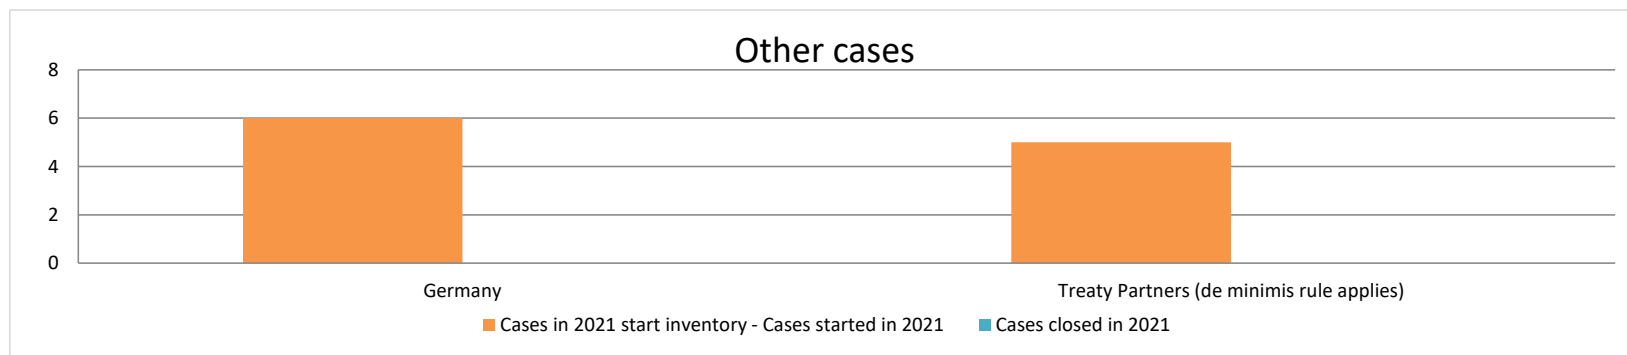 Other cases
8
6
4
2
0
Germany
Treaty Partners (de minimis rule applies)
Cases in 2021 start inventory - Cases started in 2021
Cases closed in 2021